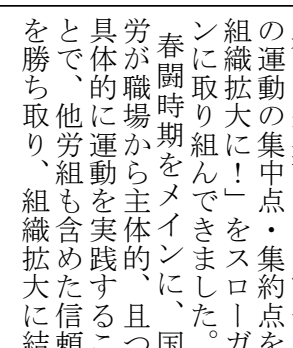 の運動の集中点・集約点を
組織拡大に！」をスローガ
ンに取り組んできました。
春闘時期をメインに、国
労が職場から主体的、且つ
具体的に運動を実践するこ
とで、他労組も含めた信頼
を勝ち取り、組織拡大に結